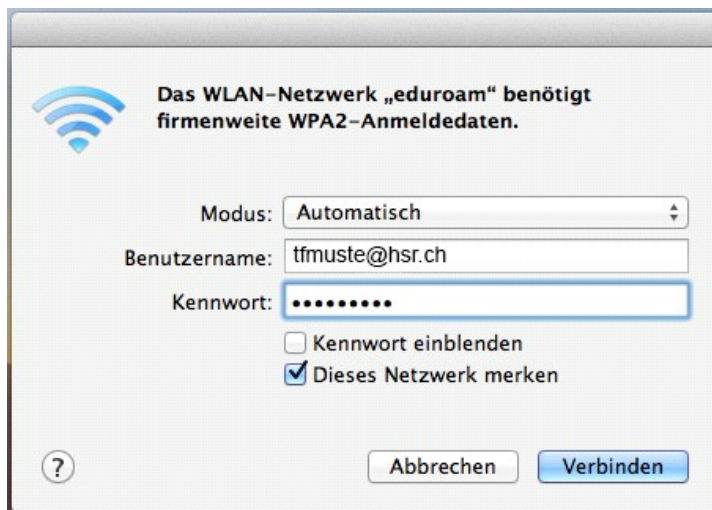 Das WLAN-Netzwerk „eduroam“ benötigt
firmenweite WPA2-Anmeldedaten.
Modus: Automatisch
Benutzername: tfmuste@hsr.ch
Kennwort: •••••••••
Kennwort einblenden
Dieses Netzwerk merken
? Abbrechen Verbinden